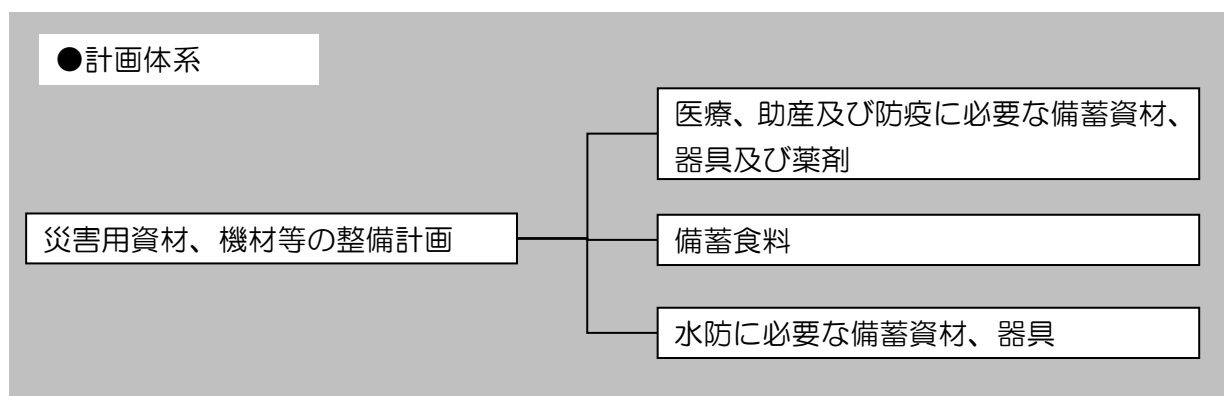 ●計画体系
医療、助産及び防疫に必要な備蓄資材、
器具及び薬剤
災害用資材、機材等の整備計画
備蓄食料
水防に必要な備蓄資材、器具